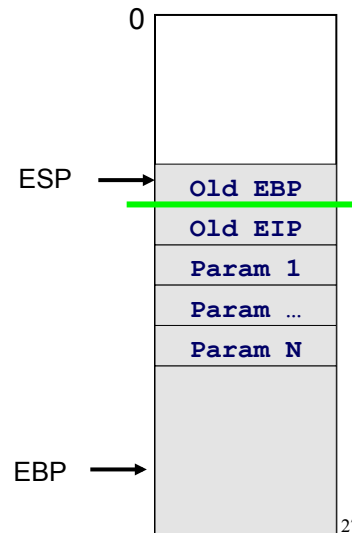 0
ESP
Old EBP
Old EIP
Param 1
Param …
Param N
EBP